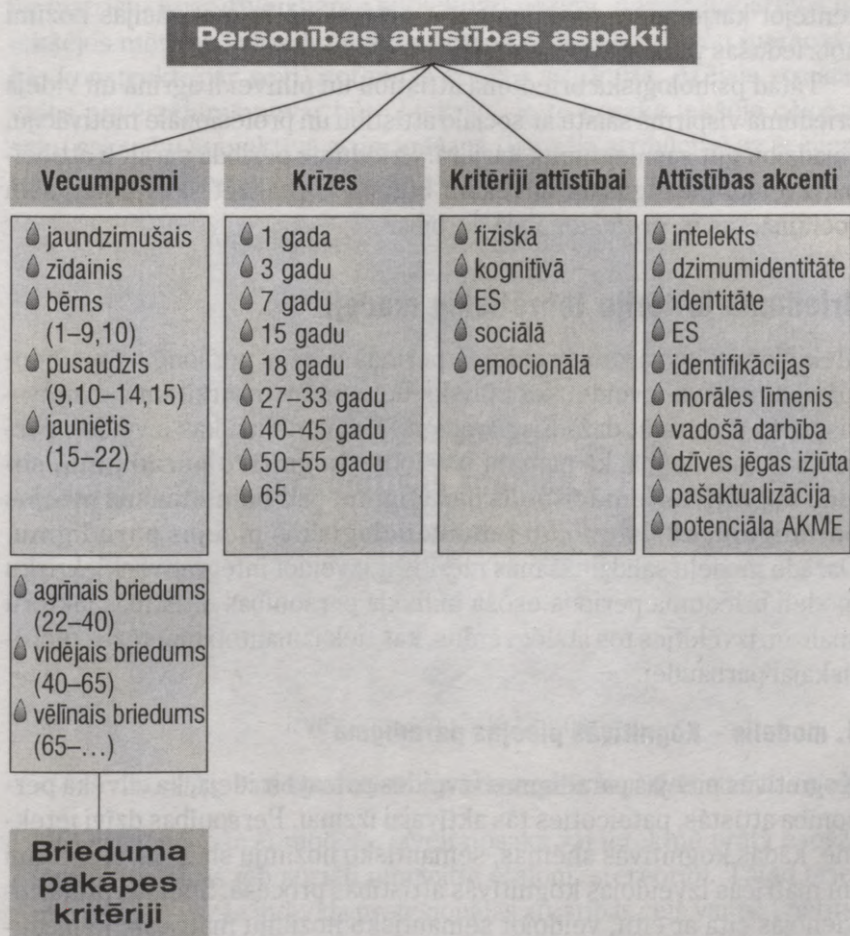 Personības attīstības aspekti
Vecumposmi
jaundzimušais
zīdainis
bērns
(1–9,10)
pusaudzis
(9,10–14,15)
jaunietis
(15–22)
agrīnais briedums
(22–40)
vidējais briedums
(40–65)
vēlīnais briedums
(65–...)
Brieduma
pakāpes
kritēriji
Krīzes
1 gada
3 gadu
7 gadu
15 gadu
18 gadu
27–33 gadu
40–45 gadu
50–55 gadu
65
Kritēriji attīstībai
fiziskā
kognitīvā
ES
sociālā
emocionālā
Attīstības akcenti
intelekts
dzimumidentitāte
identitāte
ES
identifikācijas
morāles līmenis
vadošā darbība
dzīves jēgas izjūta
pašaktualizācija
potenciāla AKME